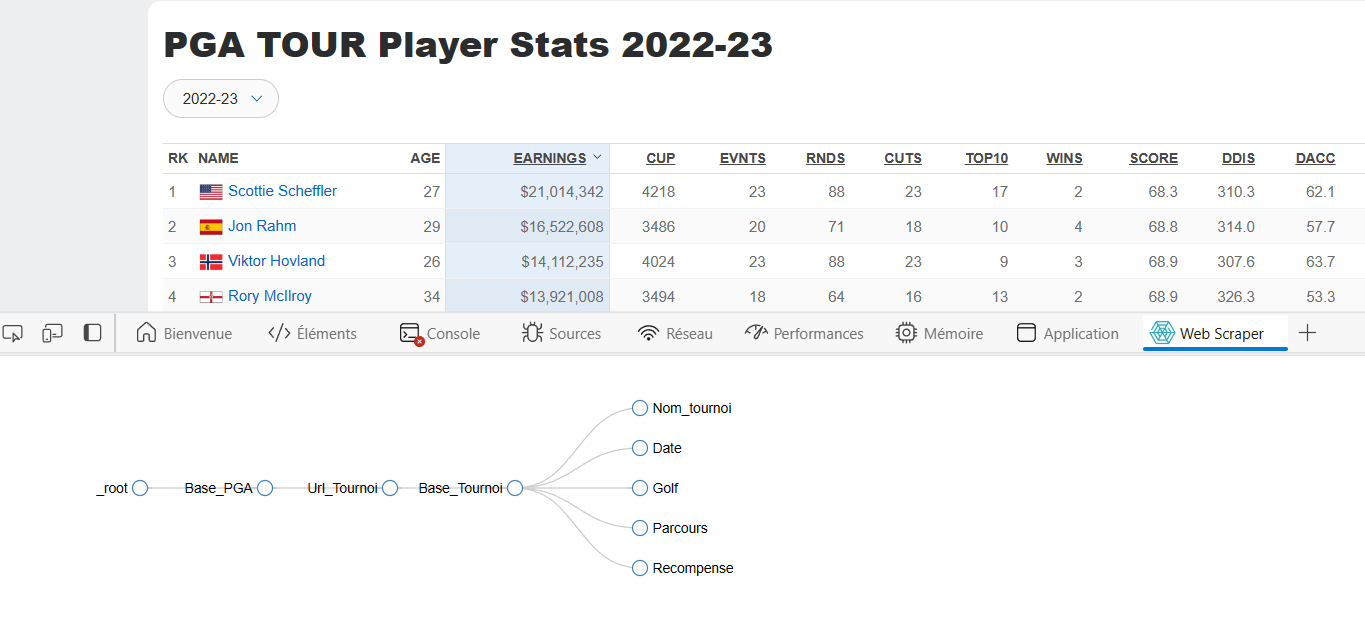 PGA TOUR Player Stats 2022-23
2022-23
RK NAME AGE EARNINGS CUP EVNTS RNDS CUTS TOP10 WINS SCORE DDIS DACC
1 Scottie Scheffler 27 $21,014,342 4218 23 88 23 17 2 68.3 310.3 62.1
2 Jon Rahm 29 $16,522,608 3486 20 71 18 10 4 68.8 314.0 57.7
3 Viktor Hovland 26 $14,112,235 4024 23 88 23 9 3 68.9 307.6 63.7
4 Rory McIlroy 34 $13,921,008 3494 18 64 16 13 2 68.9 326.3 53.3
Bienvenue Éléments Console Sources Réseau Performances Mémoire Application Web Scraper
Nom_tournoi
Date
_root Base_PGA Url_Tournoi Base_Tournoi Golf
Parcours
Recompense